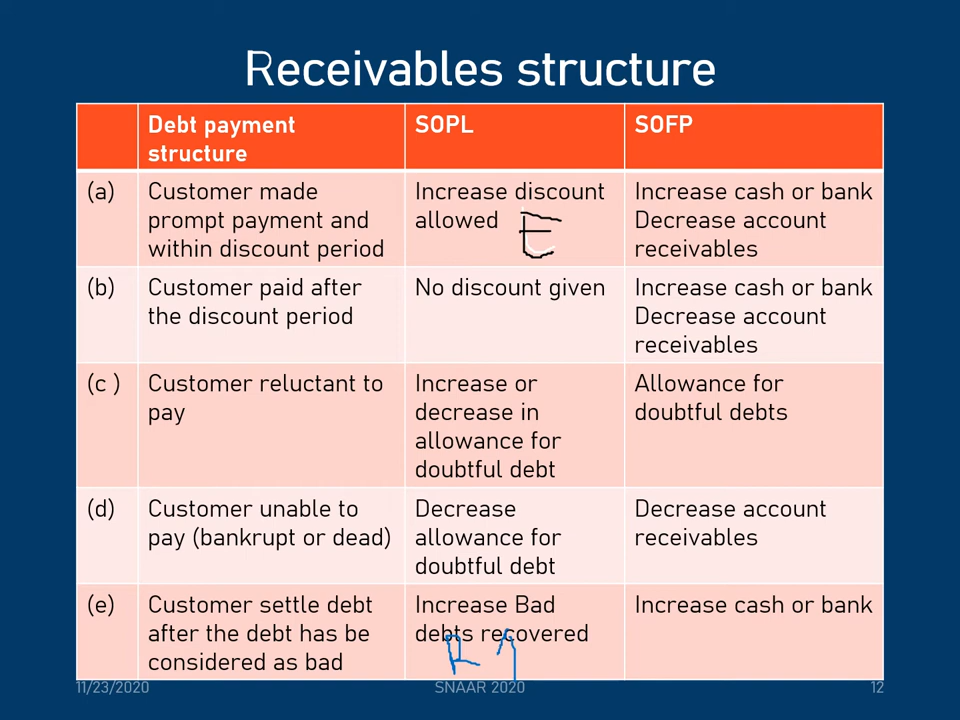 Receivables structure
Debt payment structure SOPL SOFP
(a) Customer made Increase discount Increase cash or bank
prompt payment and allowed Decrease account
within discount period receivables
E
(b) Customer paid after No discount given Increase cash or bank
the discount period Decrease account
receivables
(c ) Customer reluctant to Increase or Allowance for
pay decrease in doubtful debts
allowance for
doubtful debt
(d) Customer unable to Decrease Decrease account
pay (bankrupt or dead) allowance for receivables
doubtful debt
(e) Customer settle debt Increase Bad Increase cash or bank
after the debt has be debts recovered
considered as bad
R ↑
11/23/2020 SNAAR 2020 12